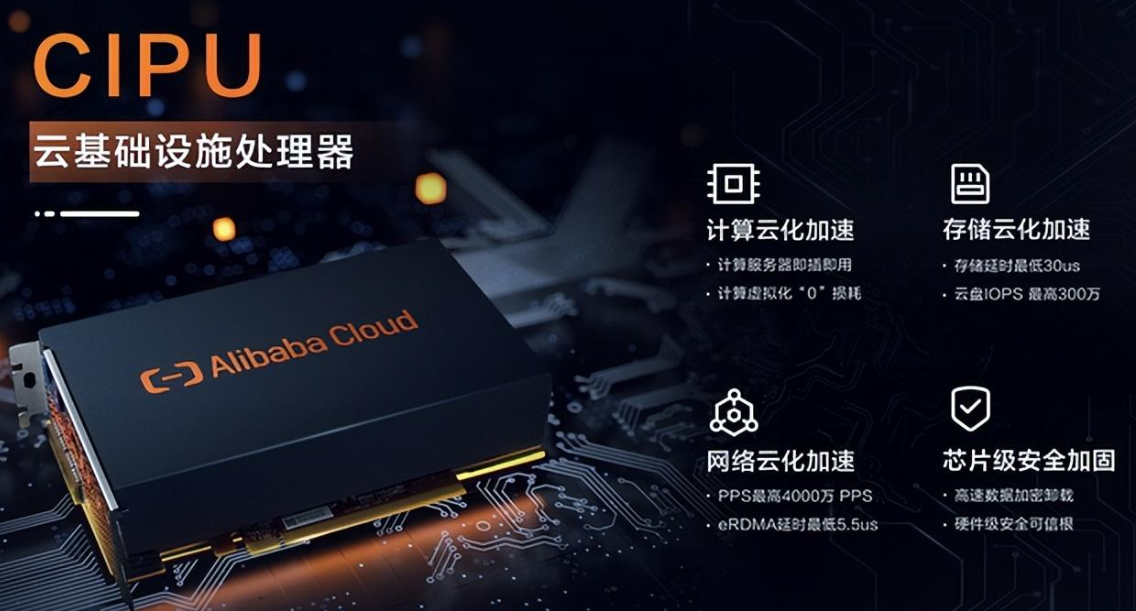 CIPU
云基础设施处理器
Alibaba Cloud
计算云化加速
· 计算服务器即插即用
· 计算虚拟化“0”损耗
存储云化加速
· 存储延时最低30us
· 云盘IOPS 最高300万
网络云化加速
· PPS最高4000万 PPS
· eRDMA延时最低5.5us
芯片级安全加固
· 高速数据加密卸载
· 硬件级安全可信根